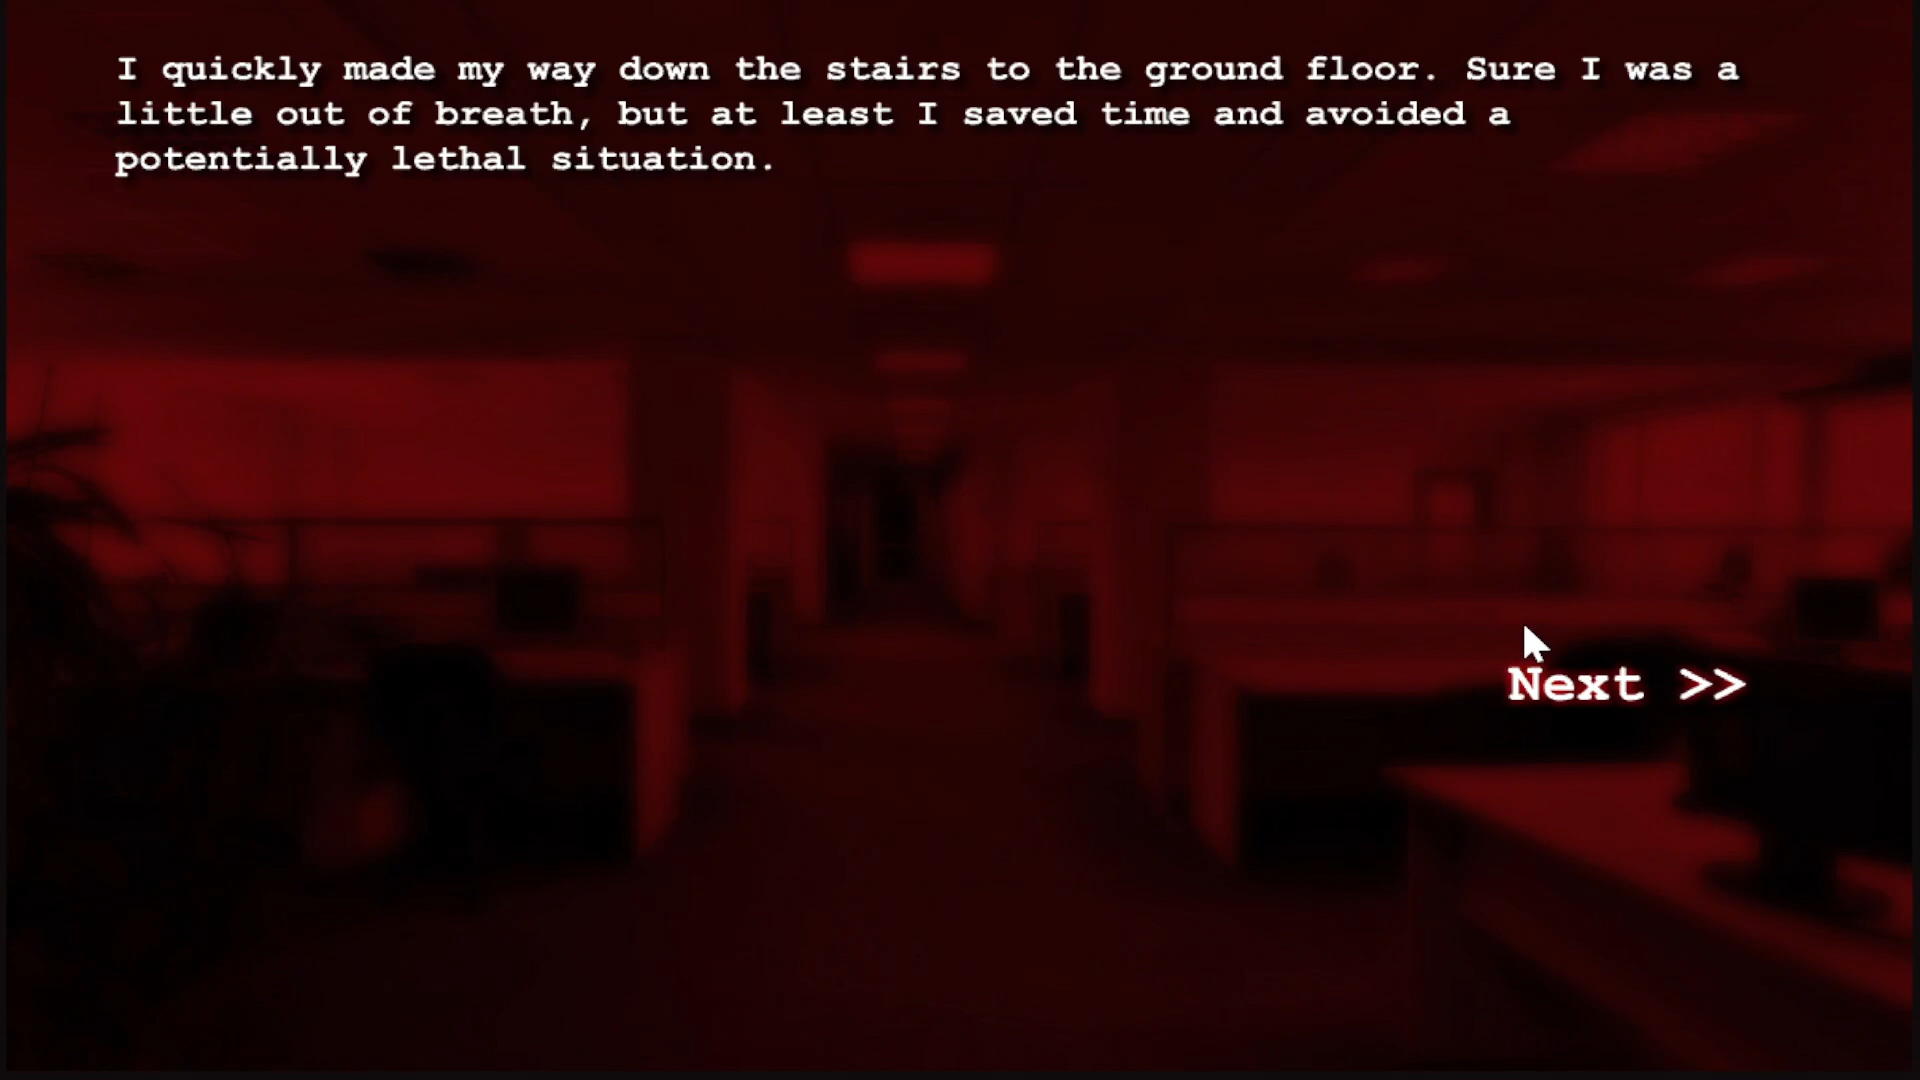 I quickly made my way down the stairs to the ground floor. Sure I was a
little out of breath, but at least I saved time and avoided a
potentially lethal situation.
Next >>